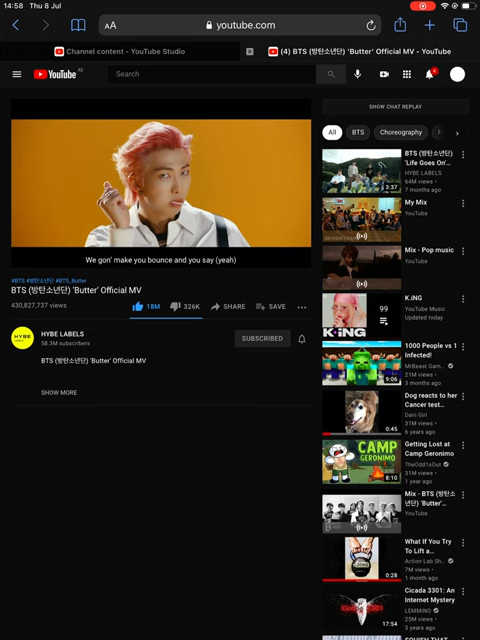 14:58 Thu 8 Jul
AA youtube.com
Channel content - YouTube Studio
(4) BTS (방탄소년단) 'Butter' Official MV - YouTube
YouTube AE
Search
4
SHOW CHAT REPLAY
All BTS Choreography
We gon' make you bounce and you say (yeah)
#BTS #방탄소년단 #BTS_Butter
BTS (방탄소년단) 'Butter' Official MV
430,827,737 views
18M 326K SHARE SAVE
HYBE LABELS
58.3M subscribers
SUBSCRIBED
BTS (방탄소년단) 'Butter' Official MV
SHOW MORE
3:37
BTS (방탄소년단)
'Life Goes On'...
HYBE LABELS
64M views •
7 months ago
My Mix
YouTube
Mix - Pop music
YouTube
K.iNG
99
K.iNG
YouTube Music
Updated today
9:06
1000 People vs 1
Infected!
MrBeast Gam...
21M views •
3 months ago
0:45
Dog reacts to her
Cancer test...
Darii Girl
31M views •
6 years ago
CAMP
GERONIMO
8:10
Getting Lost at
Camp Geronimo
TheOdd1sOut
31M views •
1 year ago
Mix - BTS (방탄소
년단) 'Butter'...
YouTube
0:28
What If You Try
To Lift a...
Action Lab Sh...
7M views •
1 month ago
Cicada 3301
17:54
Cicada 3301: An
Internet Mystery
LEMMiNO
25M views •
3 years ago
SQUISH THAT